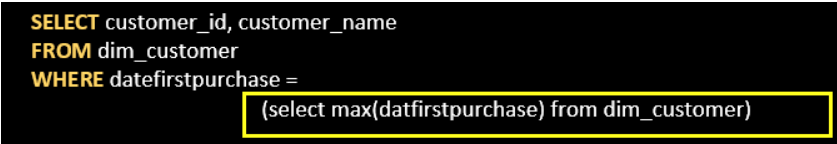 SELECT customer_id, customer_name
FROM dim_customer
WHERE datefirstpurchase =
(select max(datfirstpurchase) from dim_customer)